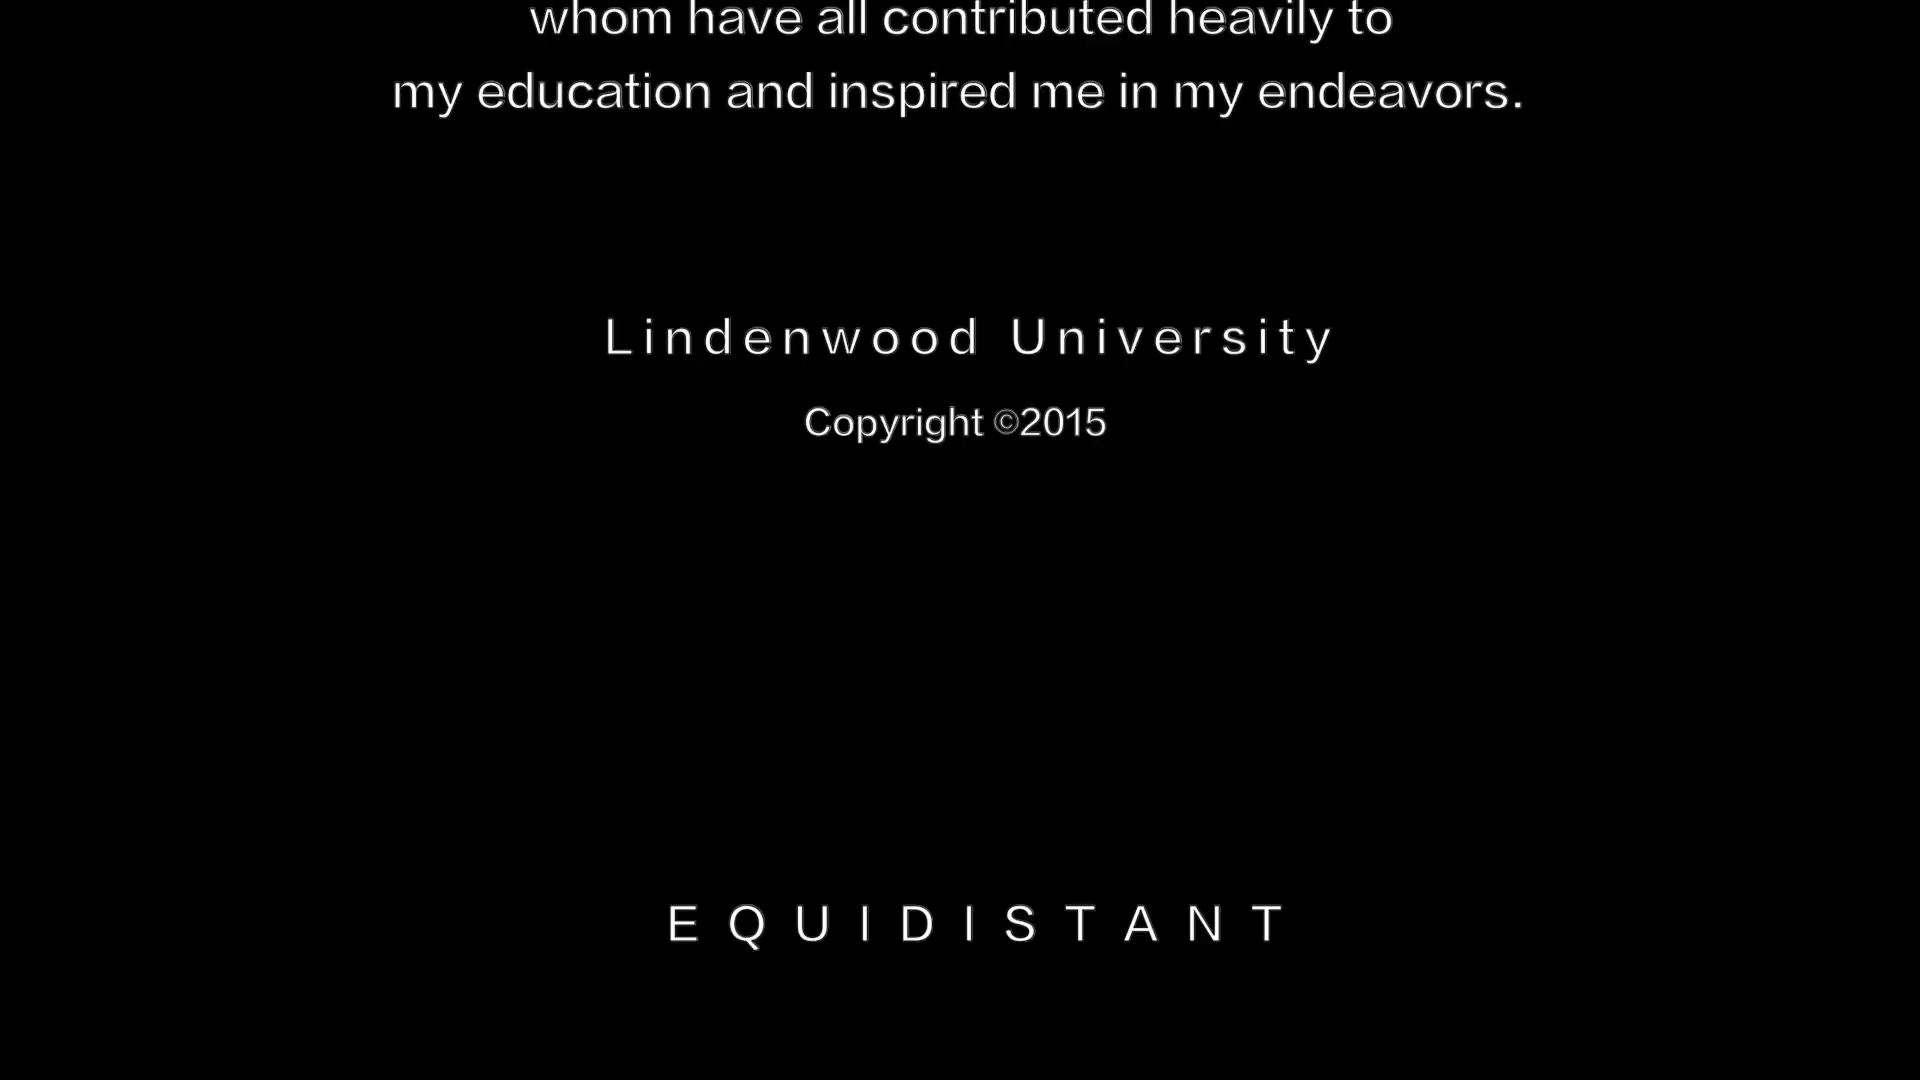 whom have all contributed heavily to
my education and inspired me in my endeavors.
Lindenwood University
Copyright ©2015
EQUIDISTANT